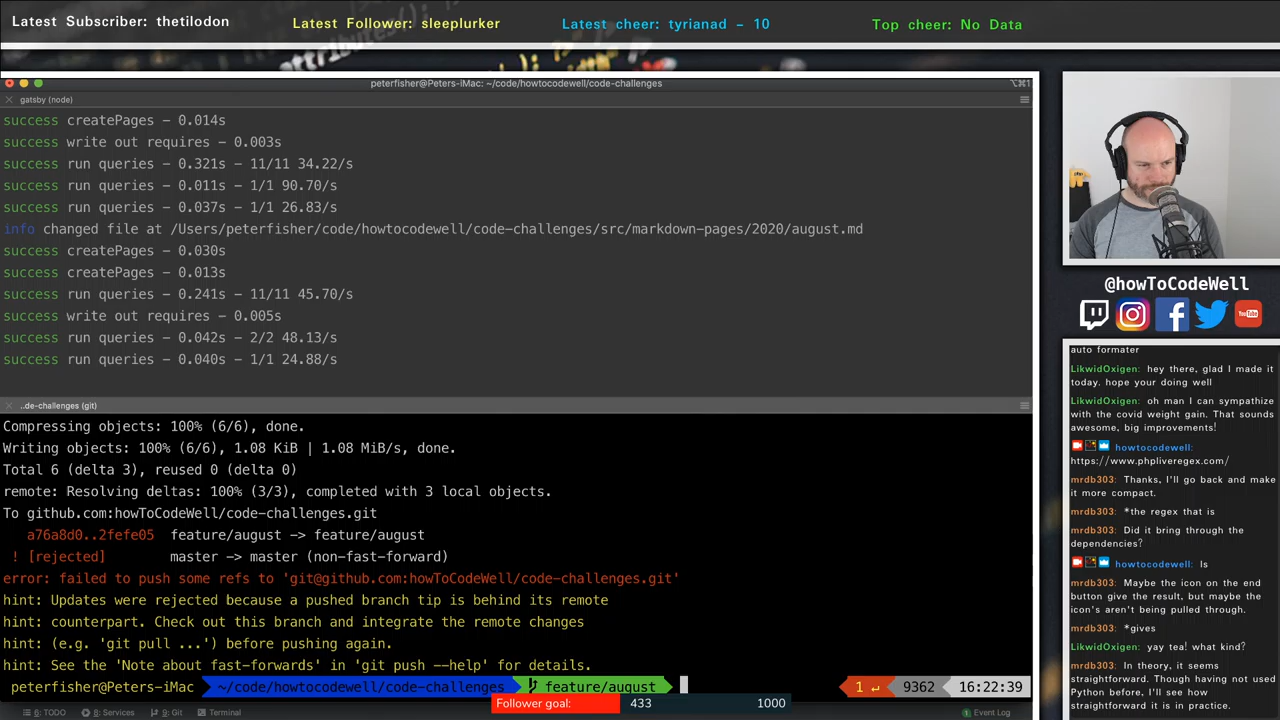 Latest Subscriber: thetilodon
Latest Follower: sleeplurker
Latest cheer: tyrianad - 10
Top cheer: No Data
peterfisher@Peters-iMac: ~/code/howtocodewell/code-challenges
⌥⌘1
gatsby (node)
success createPages - 0.014s
success write out requires - 0.003s
success run queries - 0.321s - 11/11 34.22/s
success run queries - 0.011s - 1/1 90.70/s
success run queries - 0.037s - 1/1 26.83/s
info changed file at /Users/peterfisher/code/howtocodewell/code-challenges/src/markdown-pages/2020/august.md
success createPages - 0.030s
success createPages - 0.013s
success run queries - 0.241s - 11/11 45.70/s
success write out requires - 0.005s
success run queries - 0.042s - 2/2 48.13/s
success run queries - 0.040s - 1/1 24.88/s
..de-challenges (git)
Compressing objects: 100% (6/6), done.
Writing objects: 100% (6/6), 1.08 KiB | 1.08 MiB/s, done.
Total 6 (delta 3), reused 0 (delta 0)
remote: Resolving deltas: 100% (3/3), completed with 3 local objects.
To github.com:howToCodeWell/code-challenges.git
a76a8d0..2fefe05 feature/august -> feature/august
! [rejected] master -> master (non-fast-forward)
error: failed to push some refs to 'git@github.com:howToCodeWell/code-challenges.git'
hint: Updates were rejected because a pushed branch tip is behind its remote
hint: counterpart. Check out this branch and integrate the remote changes
hint: (e.g. 'git pull ...') before pushing again.
hint: See the 'Note about fast-forwards' in 'git push --help' for details.
peterfisher@Peters-iMac ~/code/howtocodewell/code-challenges feature/august
1 ↵ 9362 16:22:39
Follower goal: 433 1000
6: TODO 8: Services 9: Git Terminal
Event Log
@howToCodeWell
You Tube
auto formater
LikwidOxigen: hey there, glad I made it
today. hope your doing well
LikwidOxigen: oh man I can sympathize
with the covid weight gain. That sounds
awesome, big improvements!
howtocodewell:
https://www.phpliveregex.com/
mrdb303: Thanks, I'll go back and make
it more compact.
mrdb303: *the regex that is
mrdb303: Did it bring through the
dependencies?
howtocodewell: Is
mrdb303: Maybe the icon on the end
button give the result, but maybe the
icon's aren't being pulled through.
mrdb303: *gives
LikwidOxigen: yay tea! what kind?
mrdb303: In theory, it seems
straightforward. Though having not used
Python before, I'll see how
straightforward it is in practice.